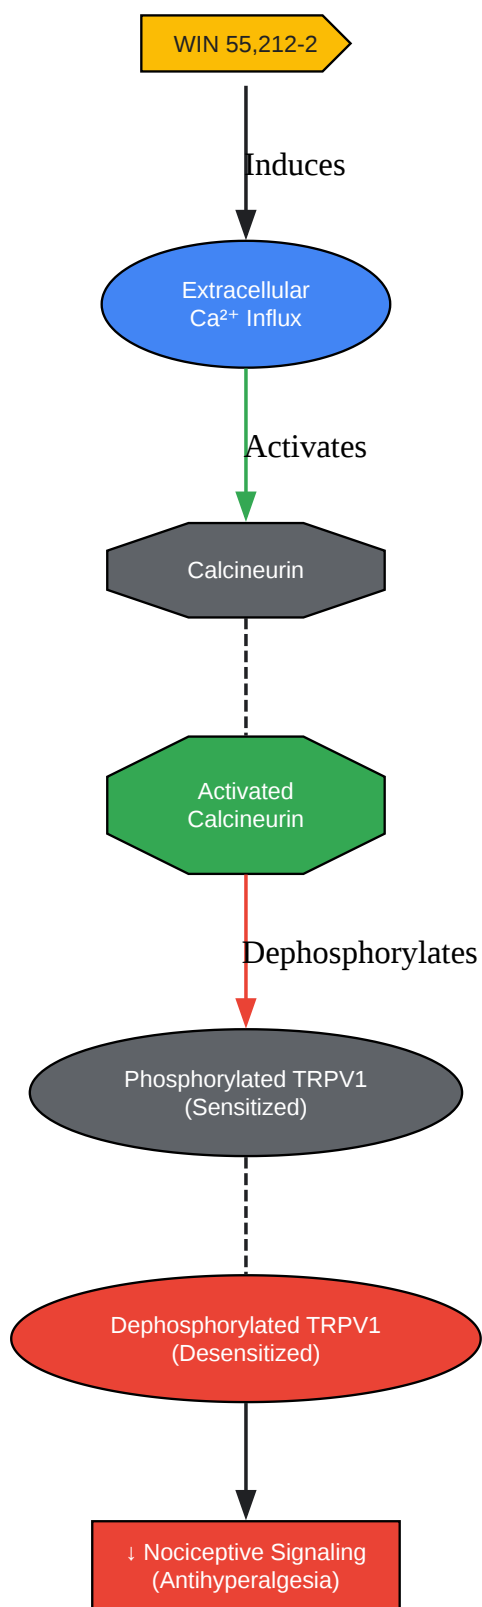 WIN 55,212-2
Induces
Extracellular
Ca²⁺ Influx
Activates
Calcineurin
Activated
Calcineurin
Dephosphorylates
Phosphorylated TRPV1
(Sensitized)
Dephosphorylated TRPV1
(Desensitized)
↓ Nociceptive Signaling
(Antihyperalgesia)